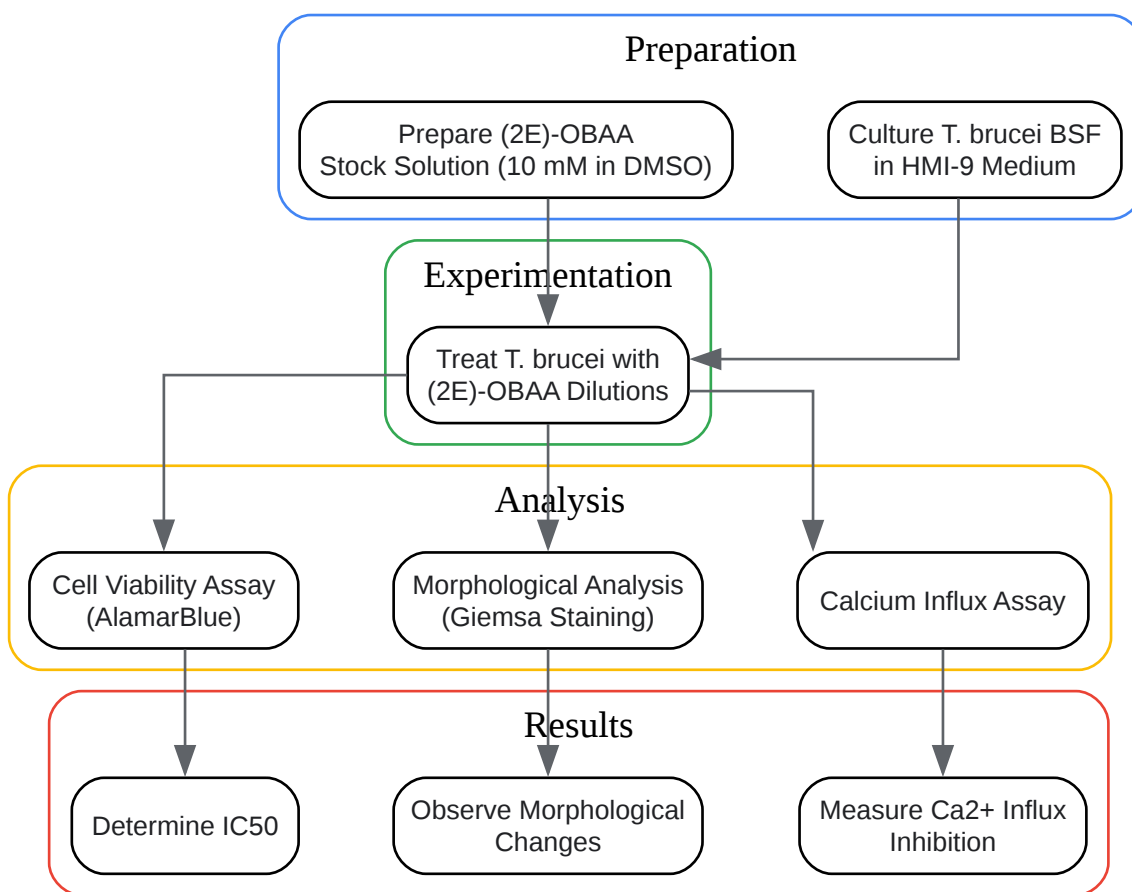 Preparation
Prepare (2E)-OBAA
Stock Solution (10 mM in DMSO)
Culture T. brucei BSF
in HMI-9 Medium
Experimentation
Treat T. brucei with
(2E)-OBAA Dilutions
Analysis
Cell Viability Assay
(AlamarBlue)
Morphological Analysis
(Giemsa Staining)
Calcium Influx Assay
Results
Determine IC50
Observe Morphological
Changes
Measure Ca2+ Influx
Inhibition